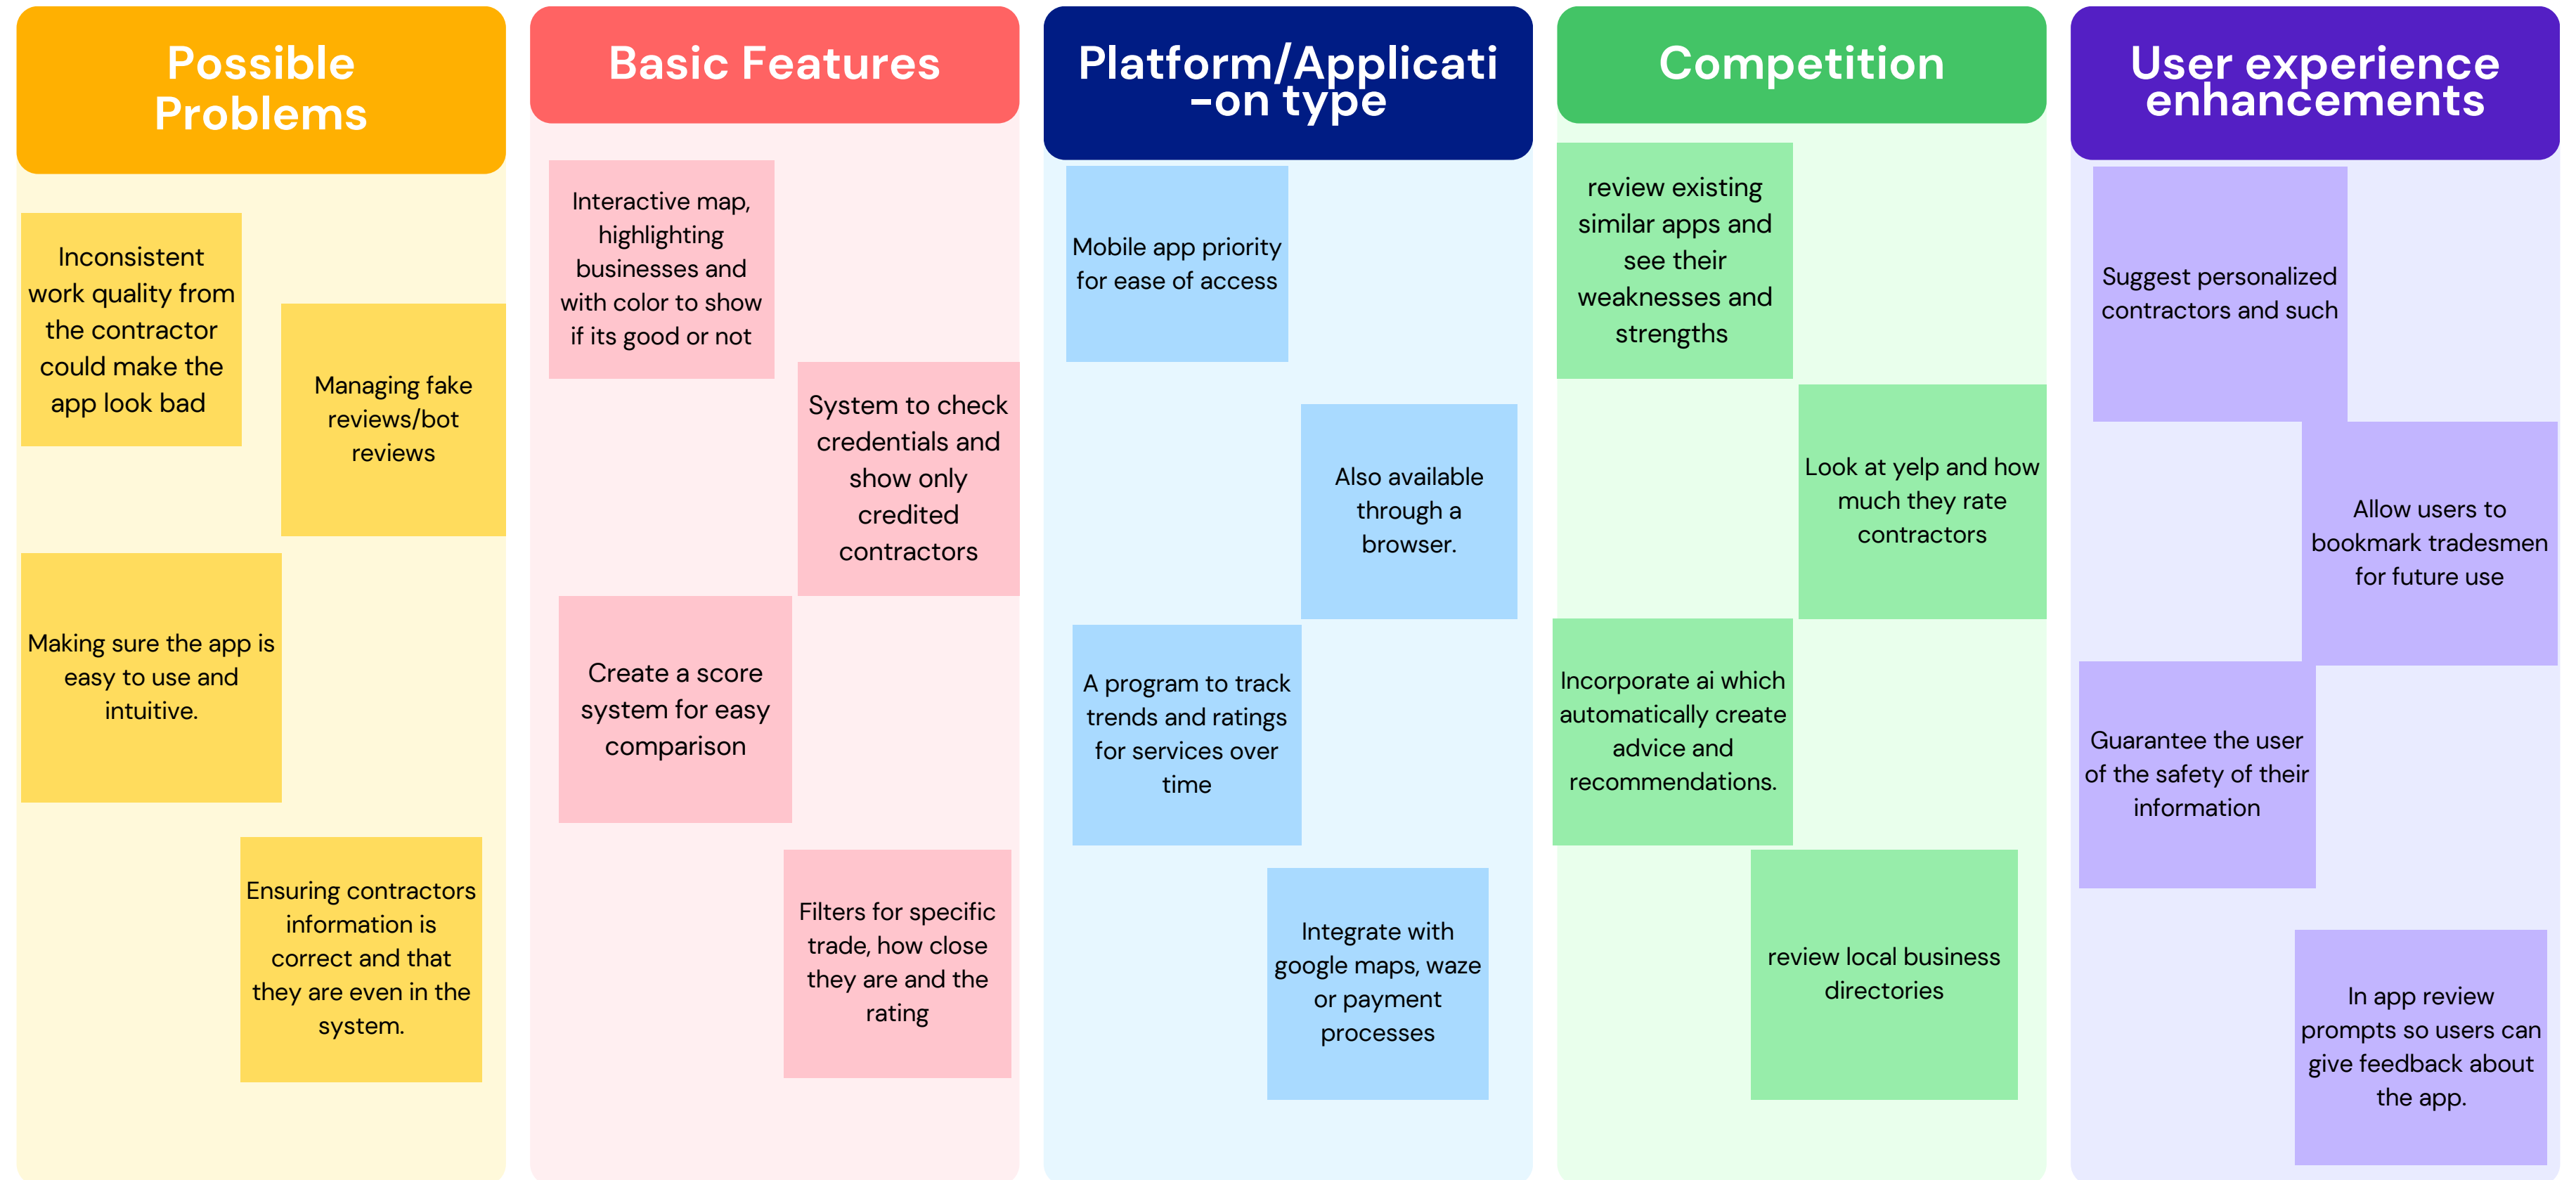 Possible
Problems
Inconsistent
work quality from
the contractor
could make the
app look bad
Managing fake
reviews/bot
reviews
Making sure the app is
easy to use and
intuitive.
Ensuring contractors
information is
correct and that
they are even in the
system.
Basic Features
Interactive map,
highlighting
businesses and
with color to show
if its good or not
System to check
credentials and
show only
credited
contractors
Create a score
system for easy
comparison
Filters for specific
trade, how close
they are and the
rating
Platform/Applicati
-on type
Mobile app priority
for ease of access
Also available
through a
browser.
A program to track
trends and ratings
for services over
time
Integrate with
google maps, waze
or payment
processes
Competition
review existing
similar apps and
see their
weaknesses and
strengths
Look at yelp and how
much they rate
contractors
Incorporate ai which
automatically create
advice and
recommendations.
review local business
directories
User experience
enhancements
Suggest personalized
contractors and such
Allow users to
bookmark tradesmen
for future use
Guarantee the user
of the safety of their
information
In app review
prompts so users can
give feedback about
the app.